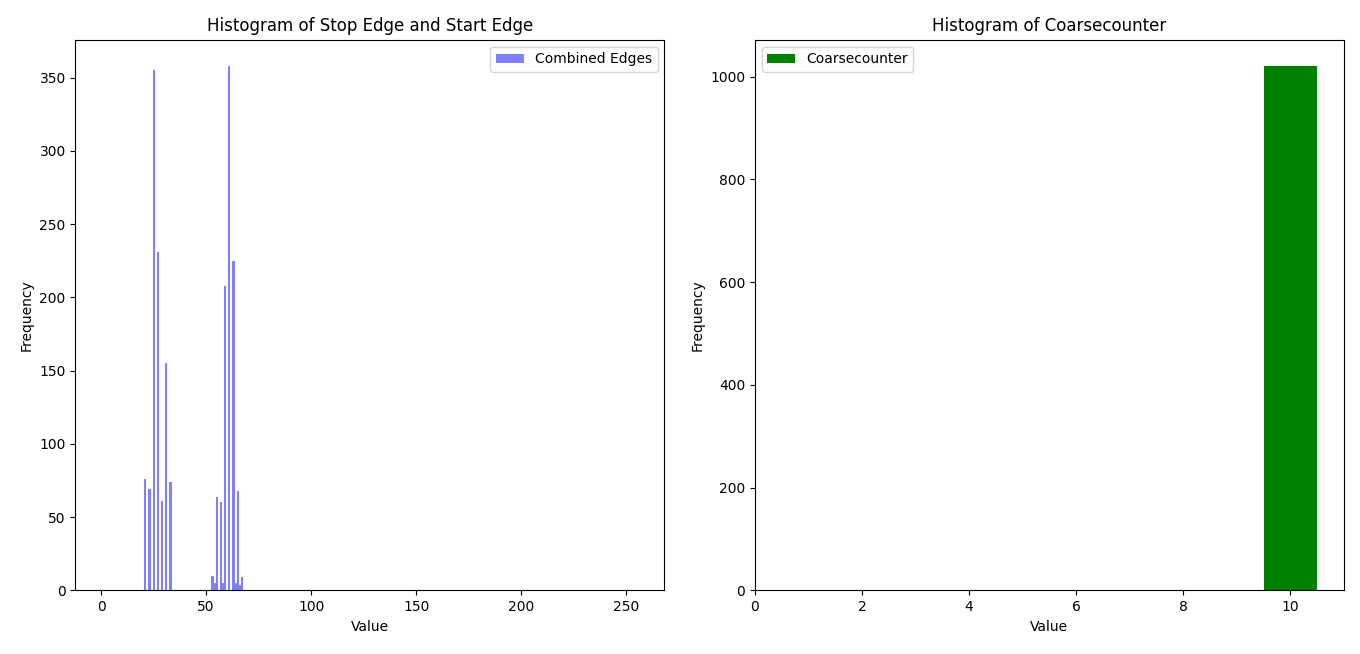 Histogram of Stop Edge and Start Edge
Combined Edges
Frequency
350
300
250
200
150
100
50
0
0 50 100 150 200 250
Value
Histogram of Coarsecounter
Coarsecounter
Frequency
1000
800
600
400
200
0
0 2 4 6 8 10
Value